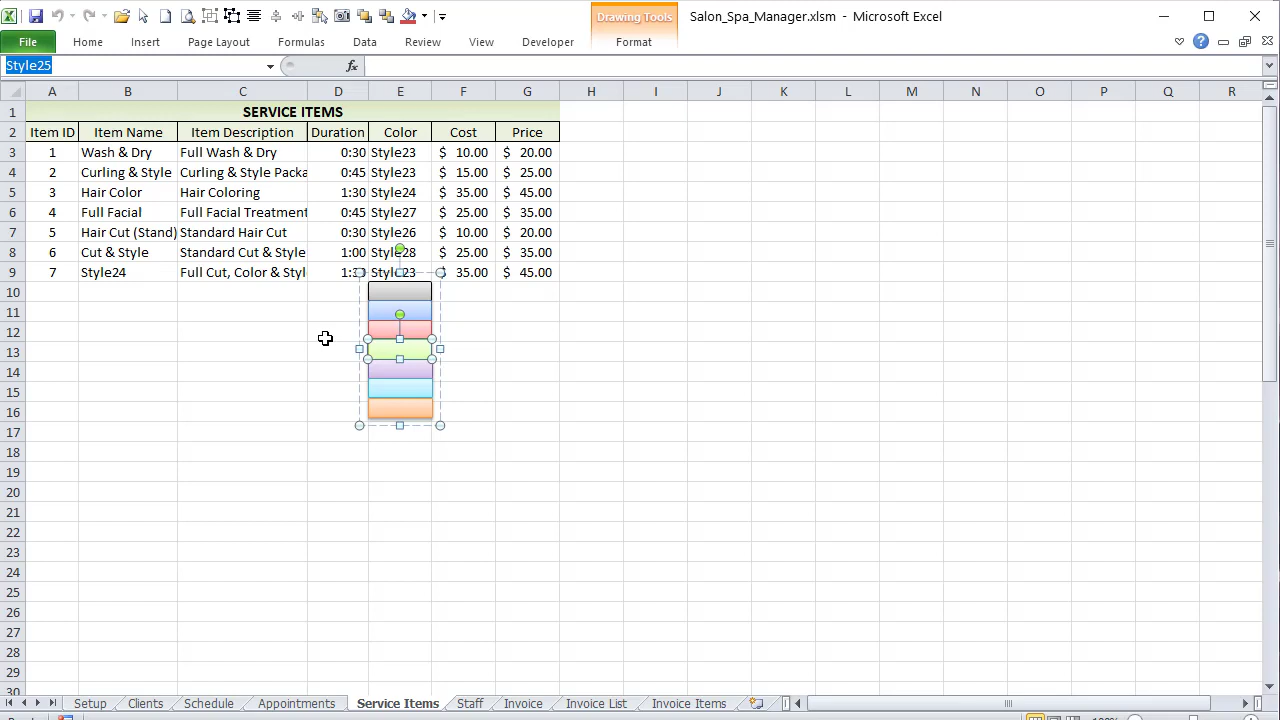 Drawing Tools
Salon_Spa_Manager.xlsm - Microsoft Excel
File Home Insert Page Layout Formulas Data Review View Developer Format
Style25 fx
A B C D E F G H I J K L M N O P Q R
1 SERVICE ITEMS
2 Item ID Item Name Item Description Duration Color Cost Price
3 1 Wash & Dry Full Wash & Dry 0:30 Style23 $ 10.00 $ 20.00
4 2 Curling & Style Curling & Style Packa 0:45 Style23 $ 15.00 $ 25.00
5 3 Hair Color Hair Coloring 1:30 Style24 $ 35.00 $ 45.00
6 4 Full Facial Full Facial Treatment 0:45 Style27 $ 25.00 $ 35.00
7 5 Hair Cut (Stand) Standard Hair Cut 0:30 Style26 $ 10.00 $ 20.00
8 6 Cut & Style Standard Cut & Style 1:00 Style28 $ 25.00 $ 35.00
9 7 Style24 Full Cut, Color & Styl Style23 35.00 $ 45.00
10
11
12
13
14
15
16
17
18
19
20
21
22
23
24
25
26
27
28
29
30
Setup Clients Schedule Appointments Service Items Staff Invoice Invoice List Invoice Items